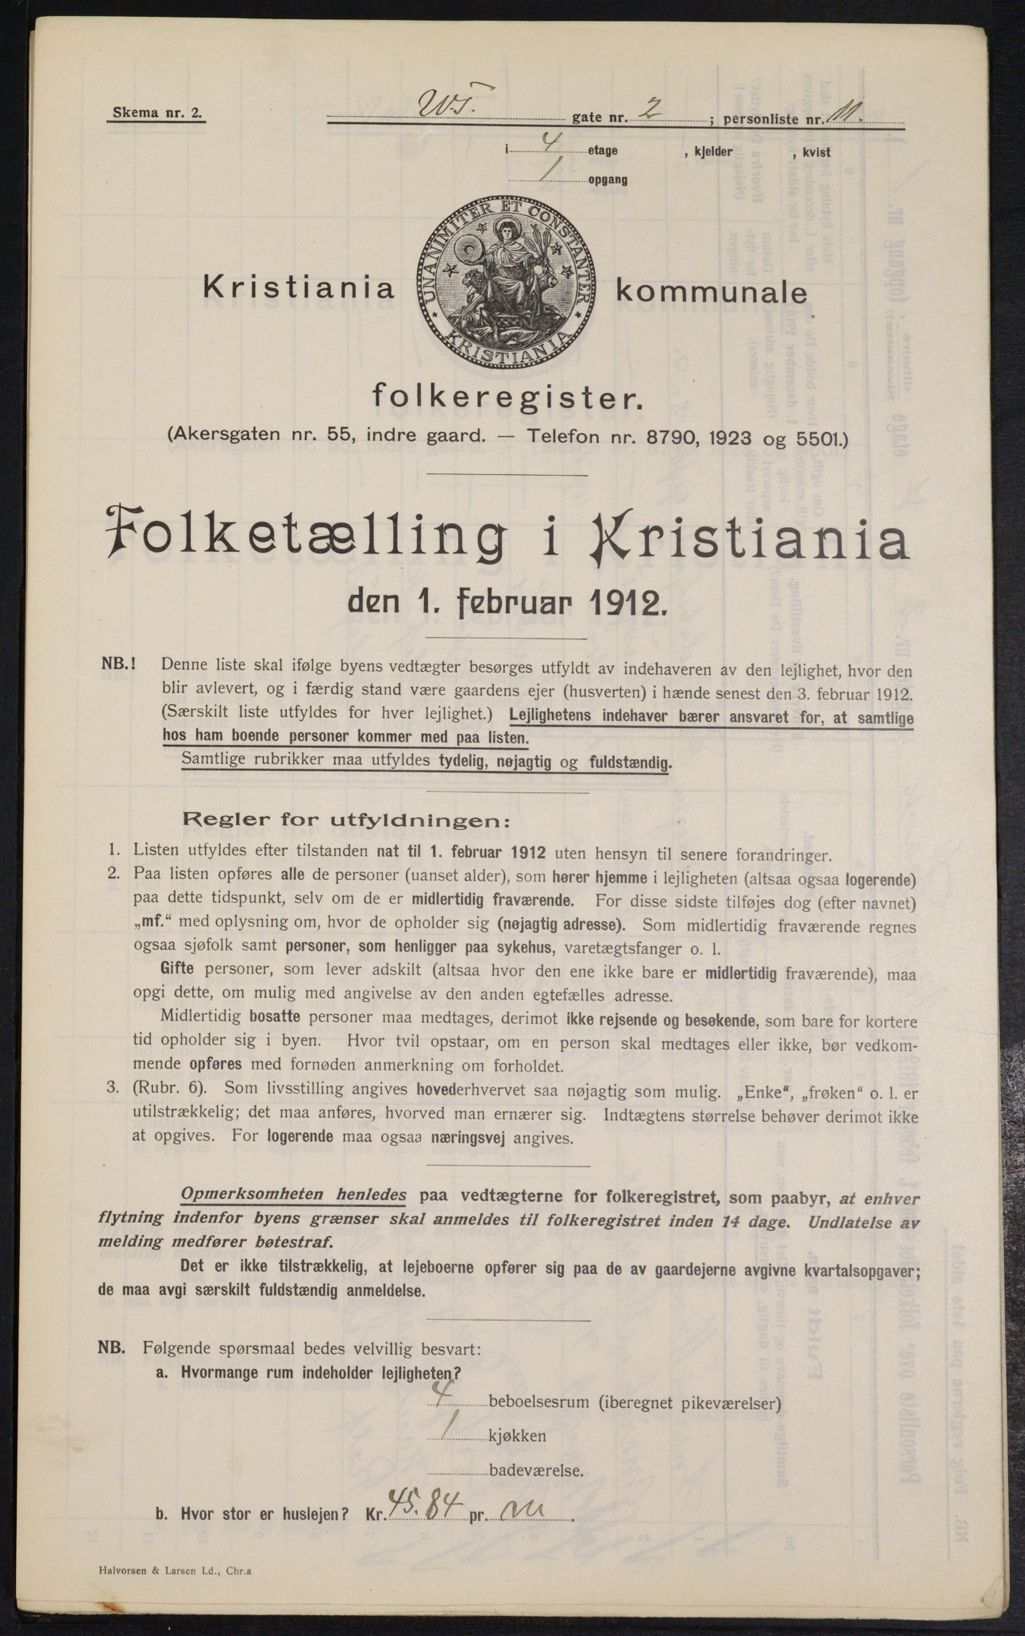 Skema nr. 2.
gate nr. 2 ; personliste nr. 11.
i 4 etage , kjelder , kvist
1 opgang
UNANIMITER ET CONSTANTER
KRISTIANIA
Kristiania kommunale
folkeregister.
(Akersgaten nr. 55, indre gaard. — Telefon nr. 8790, 1923 og 5501.)
Folketælling i Kristiania
den 1. februar 1912.
NB.! Denne liste skal ifølge byens vedtægter besørges utfyldt av indehaveren av den lejlighet, hvor den
blir avlevert, og i færdig stand være gaardens ejer (husverten) i hænde senest den 3. februar 1912.
(Særskilt liste utfyldes for hver lejlighet.) Lejlighetens indehaver bærer ansvaret for, at samtlige
hos ham boende personer kommer med paa listen.
Samtlige rubrikker maa utfyldes tydelig, nøjagtig og fuldstændig.
Regler for utfyldningen:
1. Listen utfyldes efter tilstanden nat til 1. februar 1912 uten hensyn til senere forandringer.
2. Paa listen opføres alle de personer (uanset alder), som hører hjemme i lejligheten (altsaa ogsaa logerende)
paa dette tidspunkt, selv om de er midlertidig fraværende. For disse sidste tilføjes dog (efter navnet)
„mf.“ med oplysning om, hvor de opholder sig (nøjagtig adresse). Som midlertidig fraværende regnes
ogsaa sjøfolk samt personer, som henligger paa sykehus, varetægtsfanger o. l.
Gifte personer, som lever adskilt (altsaa hvor den ene ikke bare er midlertidig fraværende), maa
opgi dette, om mulig med angivelse av den anden egtefælles adresse.
Midlertidig bosatte personer maa medtages, derimot ikke rejsende og besøkende, som bare for kortere
tid opholder sig i byen. Hvor tvil opstaar, om en person skal medtages eller ikke, bør vedkom-
mende opføres med fornøden anmerkning om forholdet.
3. (Rubr. 6). Som livsstilling angives hovederhvervet saa nøjagtig som mulig. „Enke“, „frøken“ o. l. er
utilstrækkelig; det maa anføres, hvorved man ernærer sig. Indtægtens størrelse behøver derimot ikke
at opgives. For logerende maa ogsaa næringsvej angives.
Opmerksomheten henledes paa vedtægterne for folkeregistret, som paabyr, at enhver
flytning indenfor byens grænser skal anmeldes til folkeregistret inden 14 dage. Undlatelse av
melding medfører bøtestraf.
Det er ikke tilstrækkelig, at lejeboerne opfører sig paa de av gaardejerne avgivne kvartalsopgaver;
de maa avgi særskilt fuldstændig anmeldelse.
NB. Følgende spørsmaal bedes velvillig besvart:
a. Hvormange rum indeholder lejligheten?
4 beboelsesrum (iberegnet pikeværelser)
1 kjøkken
badeværelse.
b. Hvor stor er huslejen? Kr. 45.84 pr. m .
Halvorsen & Larsen Ld., Chr.a